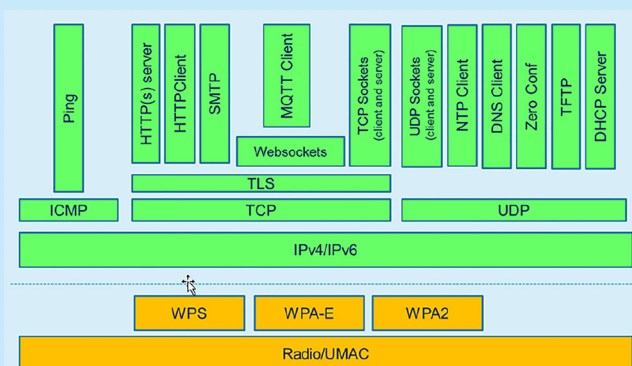 Ping
HTTP(s) server
HTTPClient
SMTP
MQTT Client
Websockets
TCP Sockets
(client and server)
UDP Sockets
(client and server)
NTP Client
DNS Client
Zero Conf
TFTP
DHCP Server
TLS
ICMP
TCP
UDP
IPv4/IPv6
WPS
WPA-E
WPA2
Radio/UMAC